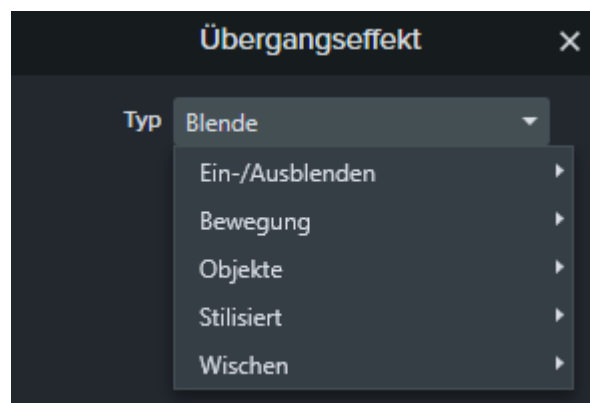 Übergangseffekt
Typ Blende
Ein-/Ausblenden
Bewegung
Objekte
Stilisiert
Wischen